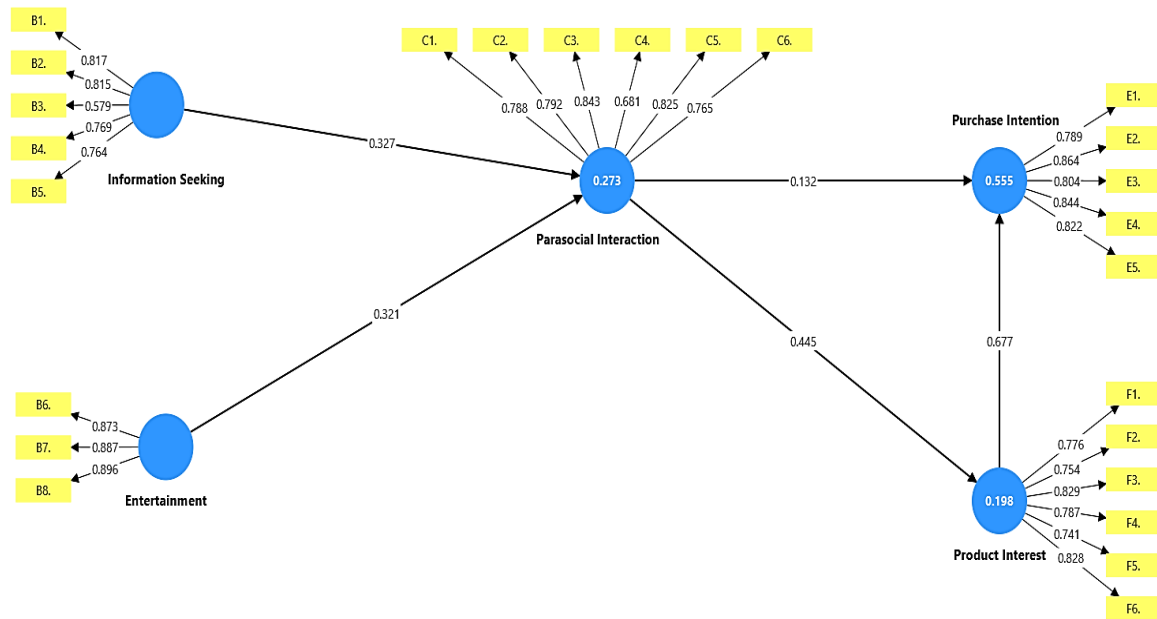 B1.
B2.
B3.
B4.
B5.
0.817
0.815
0.579
0.769
0.764
Information Seeking
0.327
C1.
C2.
C3.
C4.
C5.
C6.
0.788
0.792
0.843
0.681
0.825
0.765
0.273
Parasocial Interaction
0.132
Purchase Intention
0.555
0.789
0.864
0.804
0.844
0.822
E1.
E2.
E3.
E4.
E5.
0.321
0.445
0.677
B6.
B7.
B8.
0.873
0.887
0.896
Entertainment
0.198
Product Interest
0.776
0.754
0.829
0.787
0.741
0.828
F1.
F2.
F3.
F4.
F5.
F6.